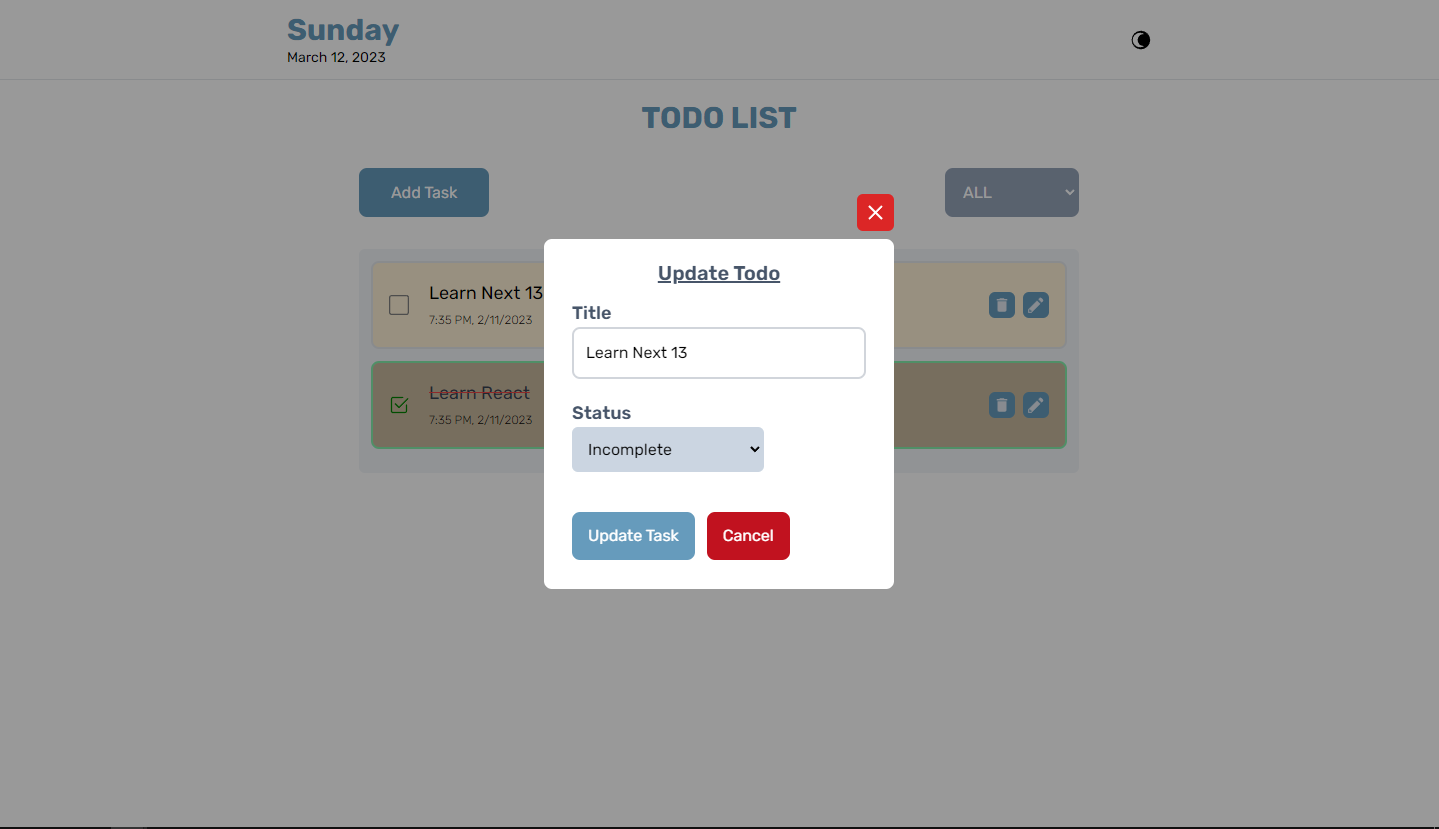 Sunday
March 12, 2023
TODO LIST
Add Task
ALL
Learn Next 13
7:35 PM, 2/11/2023
Learn React
7:35 PM, 2/11/2023
Update Todo
Title
Learn Next 13
Status
Incomplete
Update Task
Cancel